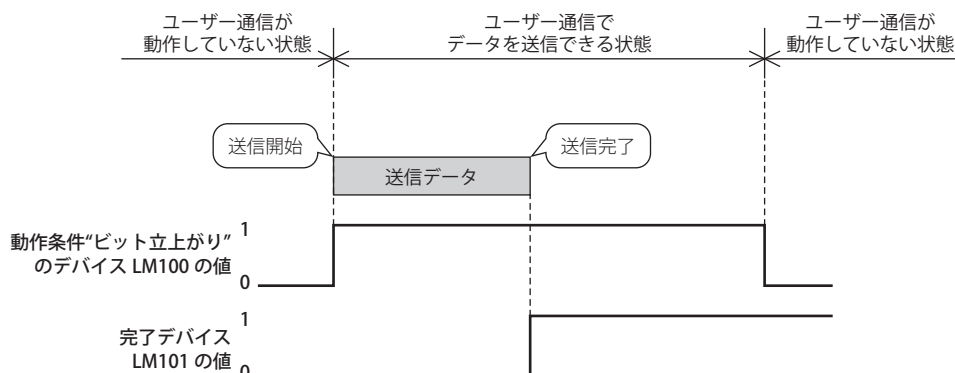 ユーザー通信が
動作していない状態
ユーザー通信で
データを送信できる状態
ユーザー通信が
動作していない状態
送信開始
送信完了
送信データ
動作条件“ビット立上がり”
のデバイス LM100 の値
1
0
完了デバイス
LM101 の値
1
0